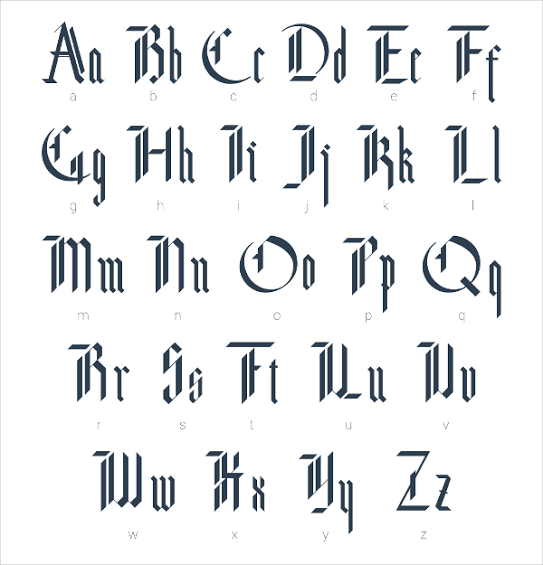 Aa Bb Cc Dd Ee Ff
a b c d e f
Gg Hh Ii Jj Kk Ll
g h i j k l
Mm Nn Oo Pp Qq
m n o p q
Rr Ss Tt Uu Vv
r s t u v
Ww Xx Yy Zz
w x y z